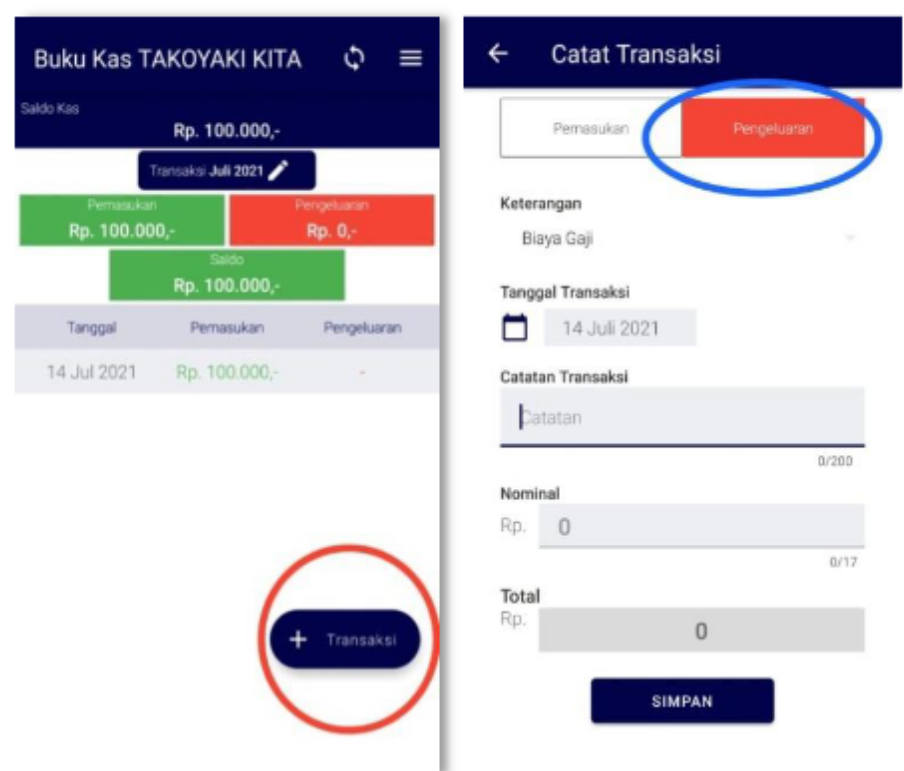 Buku Kas TAKOYAKI KITA
Saldo Kas
Rp. 100.000,-
Transaksi Juli 2021
Pemasukan
Rp. 100.000,-
Pengeluaran
Rp. 0,-
Saldo
Rp. 100.000,-
Tanggal Pemasukan Pengeluaran
14 Jul 2021 Rp. 100.000,- -
+ Transaksi
Catat Transaksi
Pemasukan Pengeluaran
Keterangan
Biaya Gaji
Tanggal Transaksi
14 Juli 2021
Catatan Transaksi
Catatan
0/200
Nominal
Rp. 0
0/17
Total
Rp. 0
SIMPAN